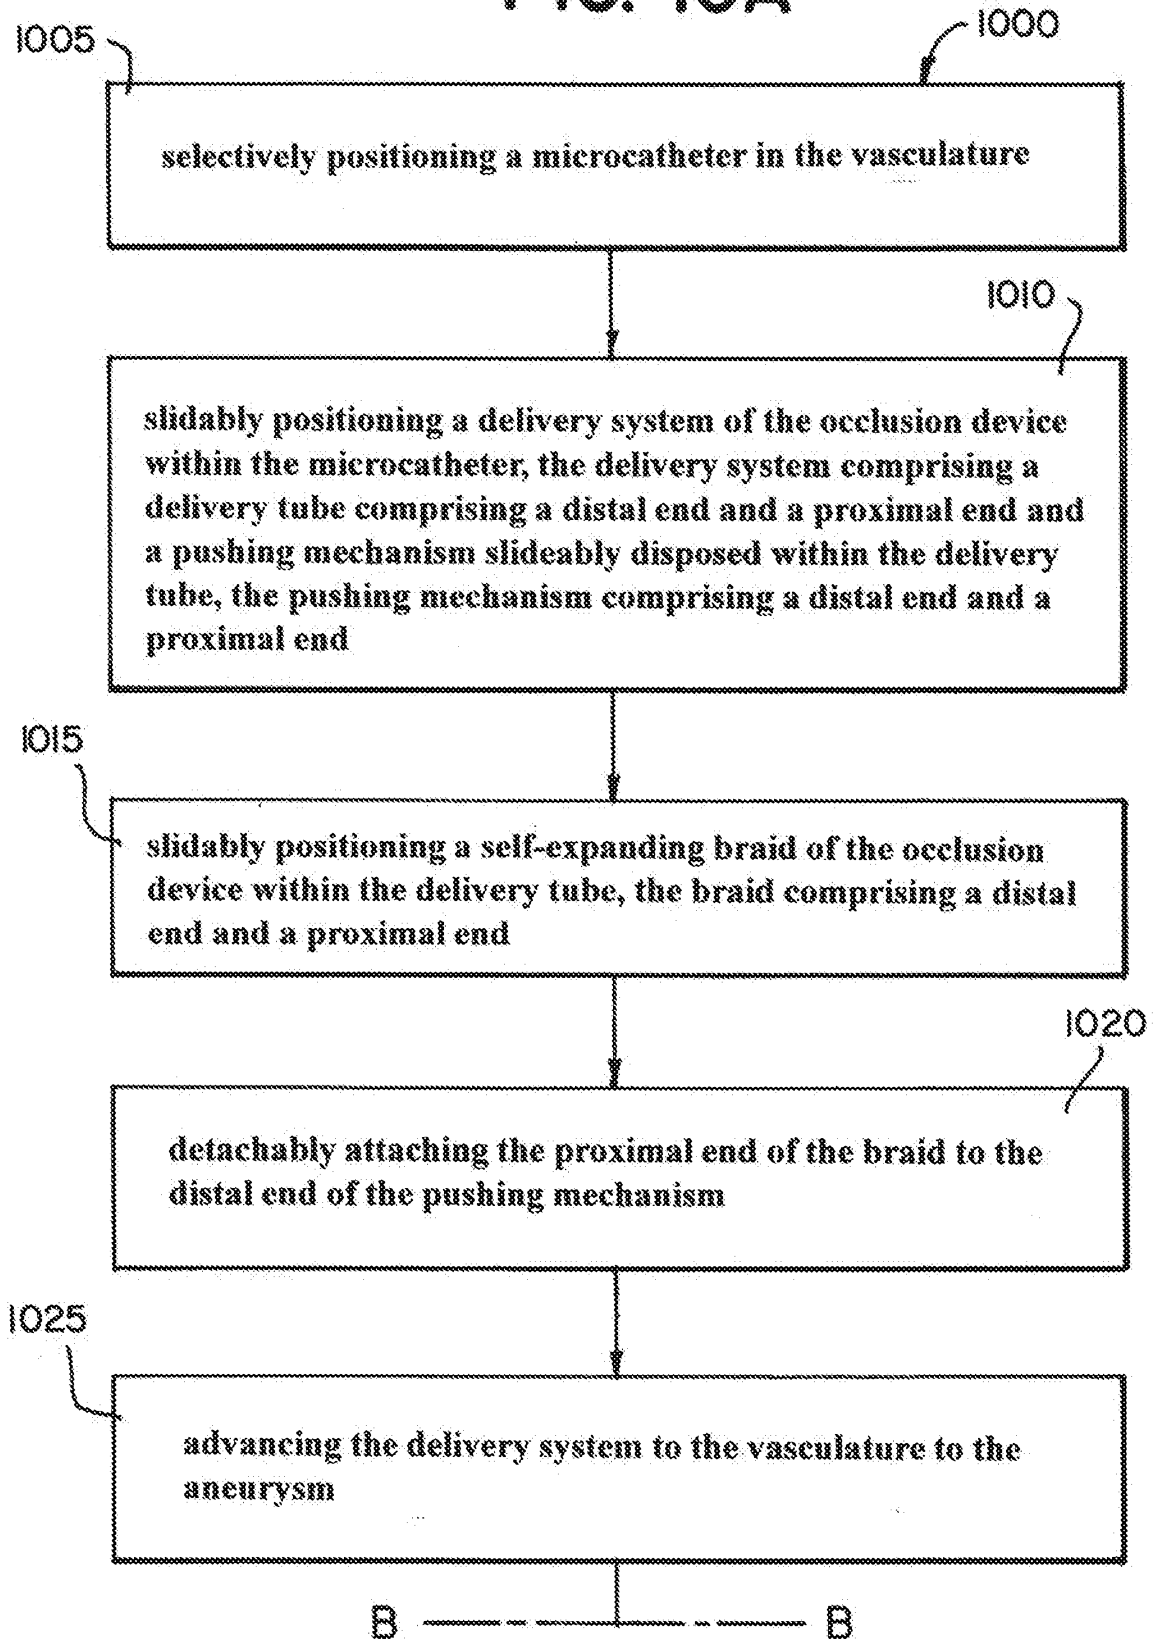 FIG. 10A
1005
1000
selectively positioning a microcatheter in the vasculature
1010
slidably positioning a delivery system of the occlusion device
within the microcatheter, the delivery system comprising a
delivery tube comprising a distal end and a proximal end and
a pushing mechanism slideably disposed within the delivery
tube, the pushing mechanism comprising a distal end and a
proximal end
1015
slidably positioning a self-expanding braid of the occlusion
device within the delivery tube, the braid comprising a distal
end and a proximal end
1020
detachably attaching the proximal end of the braid to the
distal end of the pushing mechanism
1025
advancing the delivery system to the vasculature to the
aneurysm
B B